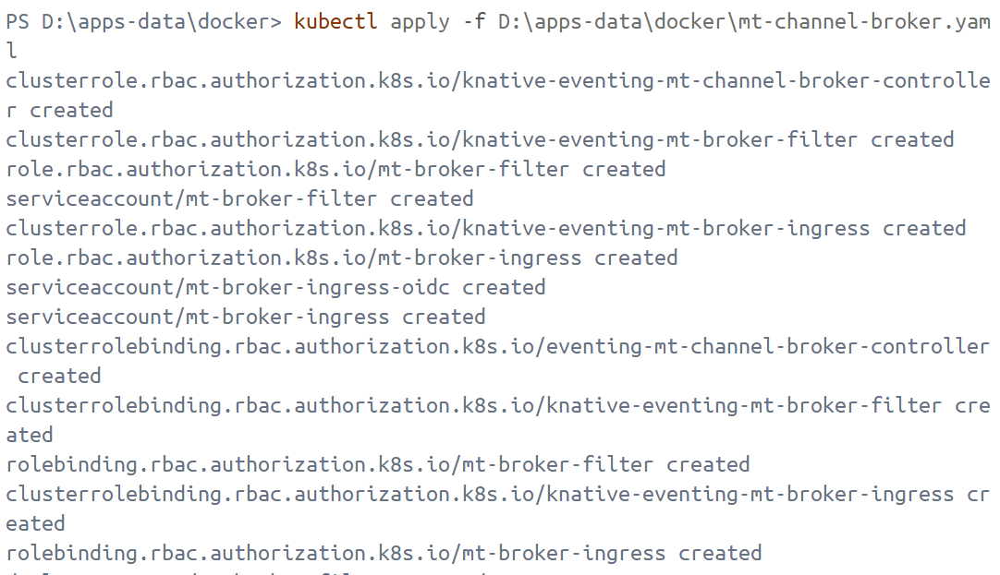 PS D:\apps-data\docker> kubectl apply -f D:\apps-data\docker\mt-channel-broker.yam
l
clusterrole.rbac.authorization.k8s.io/knative-eventing-mt-channel-broker-controlle
r created
clusterrole.rbac.authorization.k8s.io/knative-eventing-mt-broker-filter created
role.rbac.authorization.k8s.io/mt-broker-filter created
serviceaccount/mt-broker-filter created
clusterrole.rbac.authorization.k8s.io/knative-eventing-mt-broker-ingress created
role.rbac.authorization.k8s.io/mt-broker-ingress created
serviceaccount/mt-broker-ingress-oidc created
serviceaccount/mt-broker-ingress created
clusterrolebinding.rbac.authorization.k8s.io/eventing-mt-channel-broker-controller
 created
clusterrolebinding.rbac.authorization.k8s.io/knative-eventing-mt-broker-filter cre
ated
rolebinding.rbac.authorization.k8s.io/mt-broker-filter created
clusterrolebinding.rbac.authorization.k8s.io/knative-eventing-mt-broker-ingress cr
eated
rolebinding.rbac.authorization.k8s.io/mt-broker-ingress created